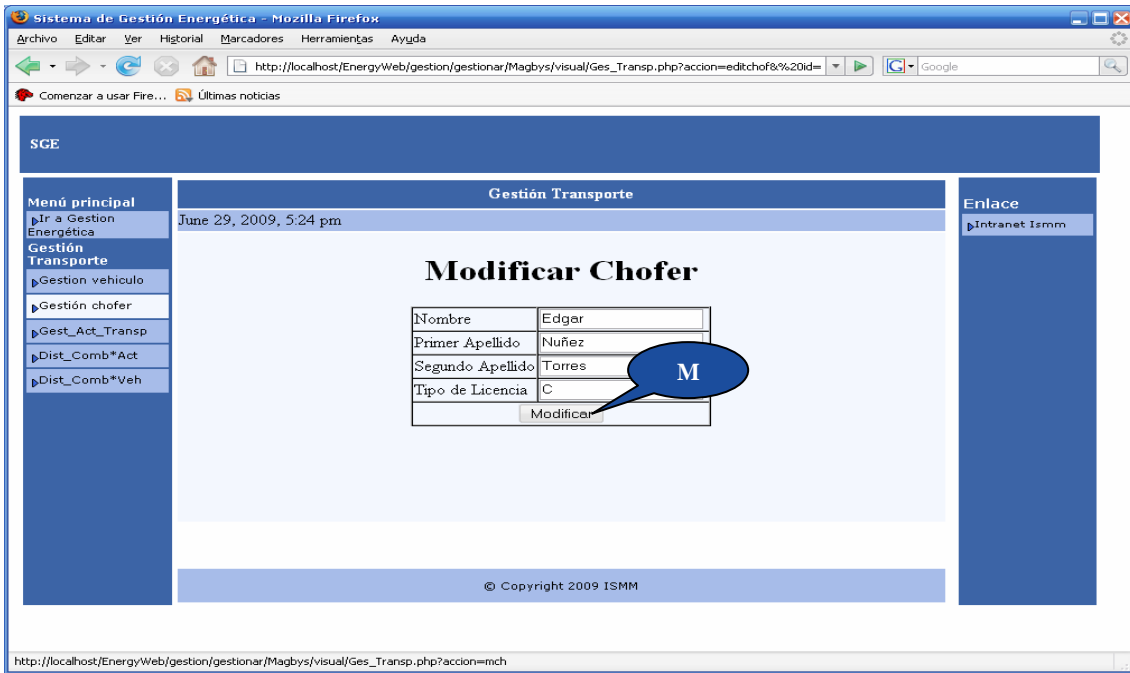 Sistema de Gestión Energética - Mozilla Firefox
Archivo Editar Ver Historial Marcadores Herramientas Ayuda
http://localhost/EnergyWeb/gestion/gestionar/Magbys/visual/Ges_Transp.php?accion=editchof&%20id=
Google
Comenzar a usar Fire... Últimas noticias
SGE
Menú principal
Ir a Gestion
Energética
Gestión
Transporte
Gestion vehiculo
Gestión chofer
Gest_Act_Transp
Dist_Comb*Act
Dist_Comb*Veh
Gestión Transporte
June 29, 2009, 5:24 pm
Modificar Chofer
Nombre Edgar
Primer Apellido Nuñez
Segundo Apellido Torres
Tipo de Licencia C
Modificar
M
Enlace
Intranet Ismm
© Copyright 2009 ISMM
http://localhost/EnergyWeb/gestion/gestionar/Magbys/visual/Ges_Transp.php?accion=mch